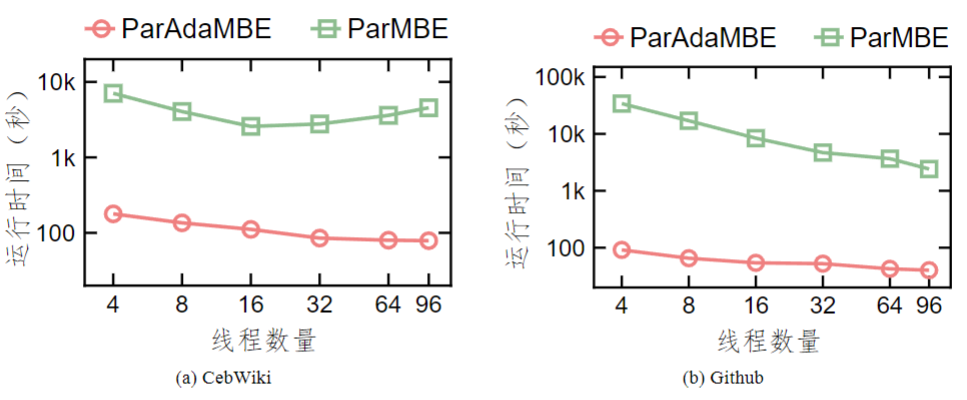 ParAdaMBE ParMBE
10k
1k
100
运行时间（秒）
4 8 16 32 64 96
线程数量
(a) CebWiki
ParAdaMBE ParMBE
100k
10k
1k
100
运行时间（秒）
4 8 16 32 64 96
线程数量
(b) Github